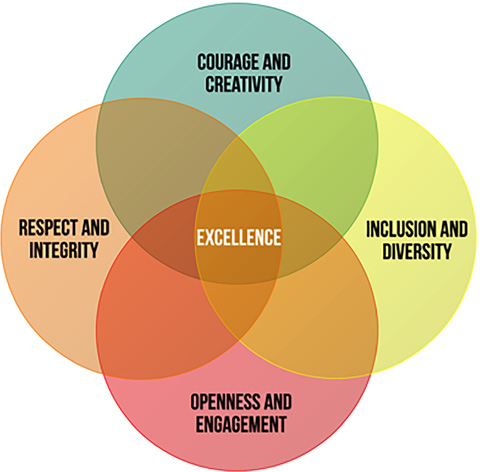 COURAGE AND
CREATIVITY
RESPECT AND
INTEGRITY
EXCELLENCE
INCLUSION AND
DIVERSITY
OPENNESS AND
ENGAGEMENT